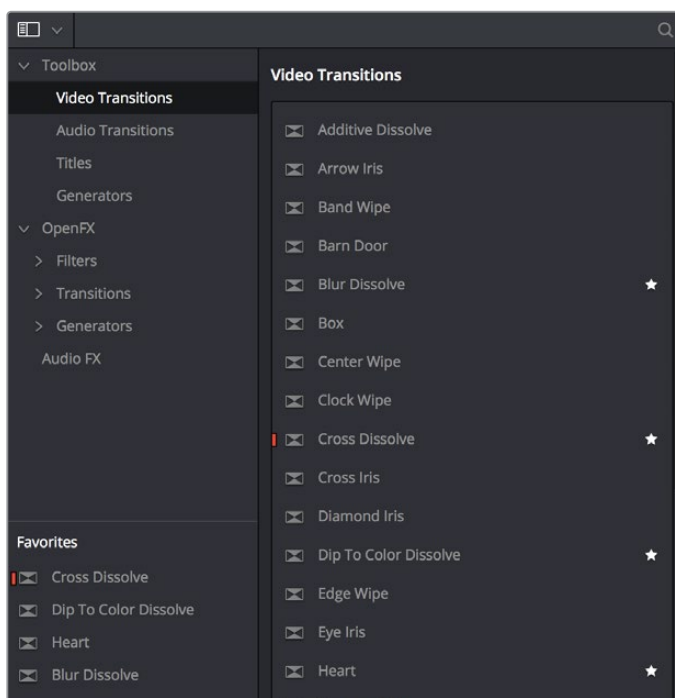 Toolbox
Video Transitions
Audio Transitions
Titles
Generators
OpenFX
Filters
Transitions
Generators
Audio FX
Favorites
Cross Dissolve
Dip To Color Dissolve
Heart
Blur Dissolve
Video Transitions
Additive Dissolve
Arrow Iris
Band Wipe
Barn Door
Blur Dissolve
Box
Center Wipe
Clock Wipe
Cross Dissolve
Cross Iris
Diamond Iris
Dip To Color Dissolve
Edge Wipe
Eye Iris
Heart